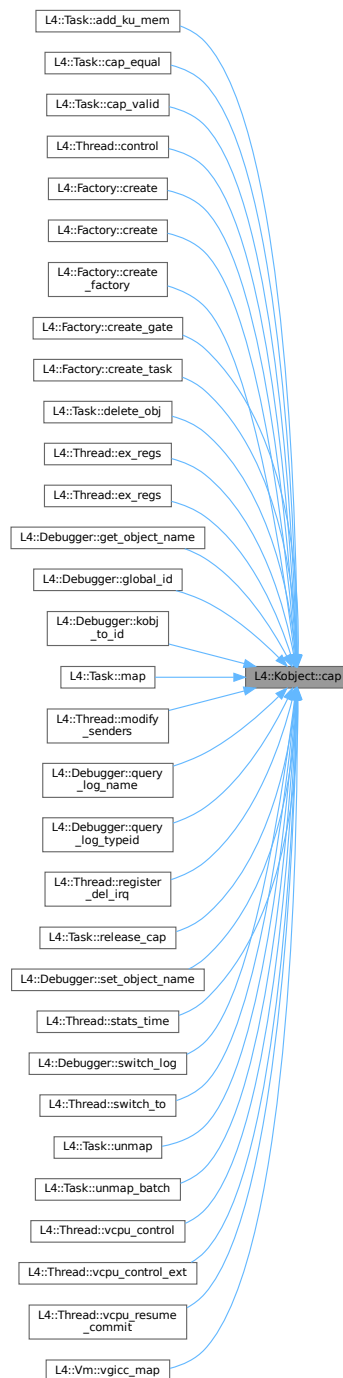 L4::Task::add_ku_mem
L4::Task::cap_equal
L4::Task::cap_valid
L4::Thread::control
L4::Factory::create
L4::Factory::create
L4::Factory::create
_factory
L4::Factory::create_gate
L4::Factory::create_task
L4::Task::delete_obj
L4::Thread::ex_regs
L4::Thread::ex_regs
L4::Debugger::get_object_name
L4::Debugger::global_id
L4::Debugger::kobj
_to_id
L4::Task::map
L4::Kobject::cap
L4::Thread::modify
_senders
L4::Debugger::query
_log_name
L4::Debugger::query
_log_typeid
L4::Thread::register
_del_irq
L4::Task::release_cap
L4::Debugger::set_object_name
L4::Thread::stats_time
L4::Debugger::switch_log
L4::Thread::switch_to
L4::Task::unmap
L4::Task::unmap_batch
L4::Thread::vcpu_control
L4::Thread::vcpu_control_ext
L4::Thread::vcpu_resume
_commit
L4::Vm::vgicc_map